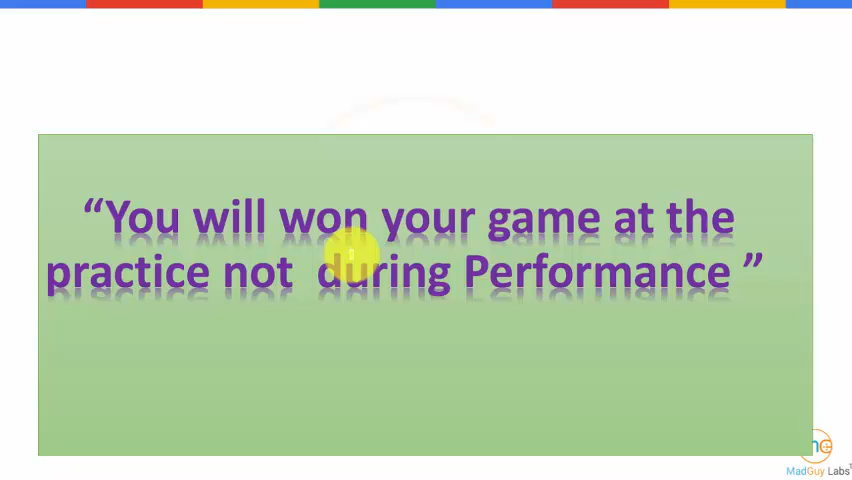 “You will won your game at the
practice not during Performance ”
MadGuy Labs